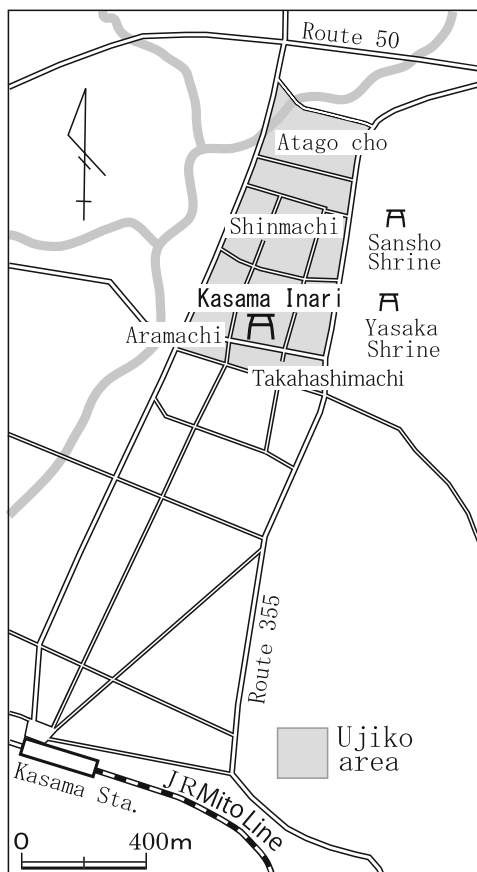 Route 50
Atago cho
Shinmachi
Sansho
Shrine
Kasama Inari
Yasaka
Shrine
Aramachi
Takahashimachi
Route 355
Ujiko
area
Kasama Sta.
JR Mito Line
0 400m